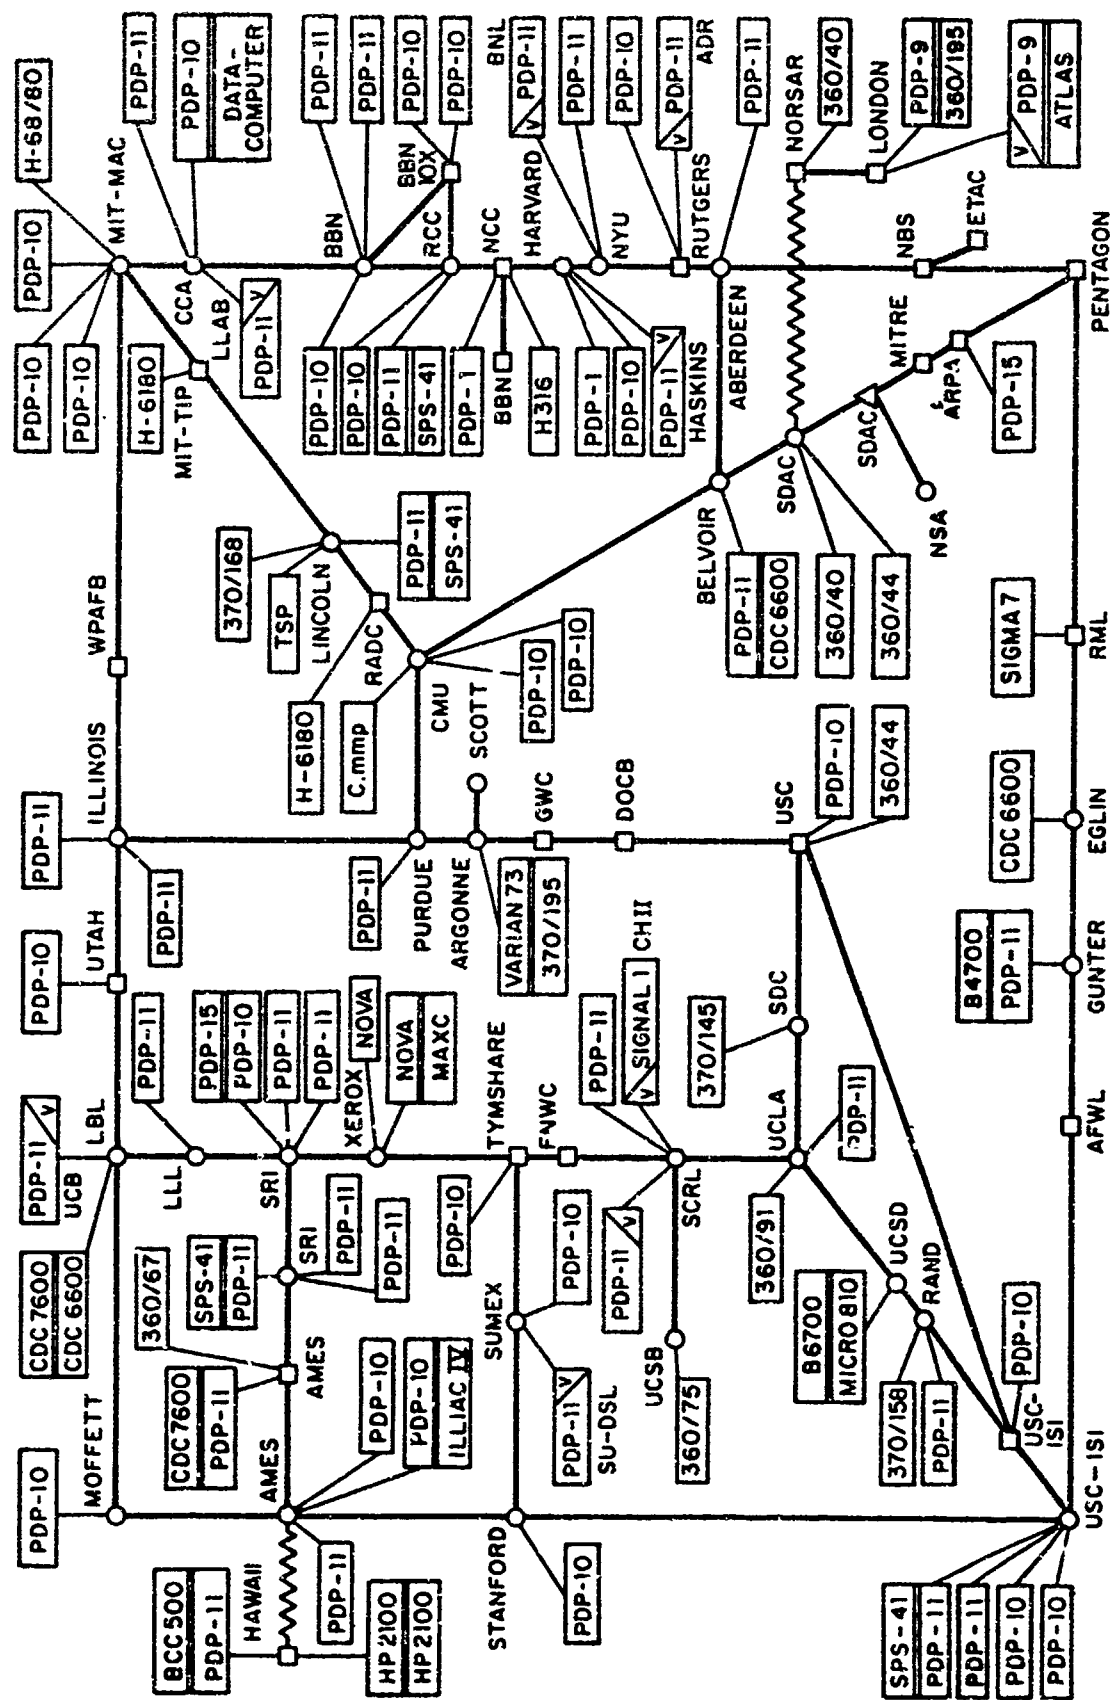 PDP-10
CDC 7600
CDC 6600
PDP-11 V
PDP-10
PDP-11
PDP-10
PDP-10
PDP-10
H-68/80
MOFFETT
UCB
LBL
UTAH
ILLINOIS
WPAFB
PDP-10
MIT-MAC
PDP-11
360/67
PDP-11
PDP-11
H-6180
PDP-10
DATA-
COMPUTER
BCC 500
PDP-11
CDC 7600
PDP-11
LLL
MIT-TIP
CCA
LLAB
SPS-41
PDP-11
PDP-15
PDP-10
PDP-11
PDP-11
370/168
TSP
PDP-11 V
HAWAII
AMES
AMES
SRI
SRI
LINCOLN
PDP-11
PDP-11
PDP-11
PDP-11
XEROX
NOVA
NOVA
MAXC
H-6180
RADC
PDP-10
BBN
PDP-11
HP 2100
HP 2100
PDP-10
PDP-10
ILLIAC IV
PDP-11
C.mmp
PDP-11
SPS-41
PDP-10
PDP-11
SPS-41
BBN
10X
PDP-10
PDP-10
PDP-10
PURDUE
CMU
RCC
STANFORD
SUMEX
TYMSHARE
ARGONNE
SCOTT
PDP-1
BBN
NCC
BNL
PDP-10
PDP-11 V
SU-DSL
PDP-10
FNWC
VARIAN 73
370/195
GWC
PDP-10
PDP-10
H316
HARVARD
PDP-11 V
PDP-11
PDP-11 V
PDP-11
SIGNAL 1 V
CHII
DOCB
PDP-1
PDP-10
PDP-11 V
HASKINS
NYU
PDP-10
UCSB
360/75
SCRL
370/145
PDP-11 V
ADR
RUTGERS
BELVOIR
ABERDEEN
PDP-11
360/91
UCLA
SDC
USC
PDP-11
CDC 6600
SDAC
NORSAR
B6700
MICRO 810
PDP-11
PDP-10
360/40
360/40
UCSD
360/44
360/44
SDAC
LONDON
SPS-41
PDP-11
PDP-11
PDP-10
PDP-10
370/158
PDP-11
RAND
NSA
MITRE
ARPA
NBS
PDP-9
360/195
PDP-10
USC-
ISI
B4700
PDP-11
CDC 6600
SIGMA 7
PDP-15
ETAC
PDP-9 V
ATLAS
USC-ISI
AFWL
GUNTER
EGLIN
RML
PENTAGON